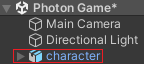 Photon Game*
Main Camera
Directional Light
character